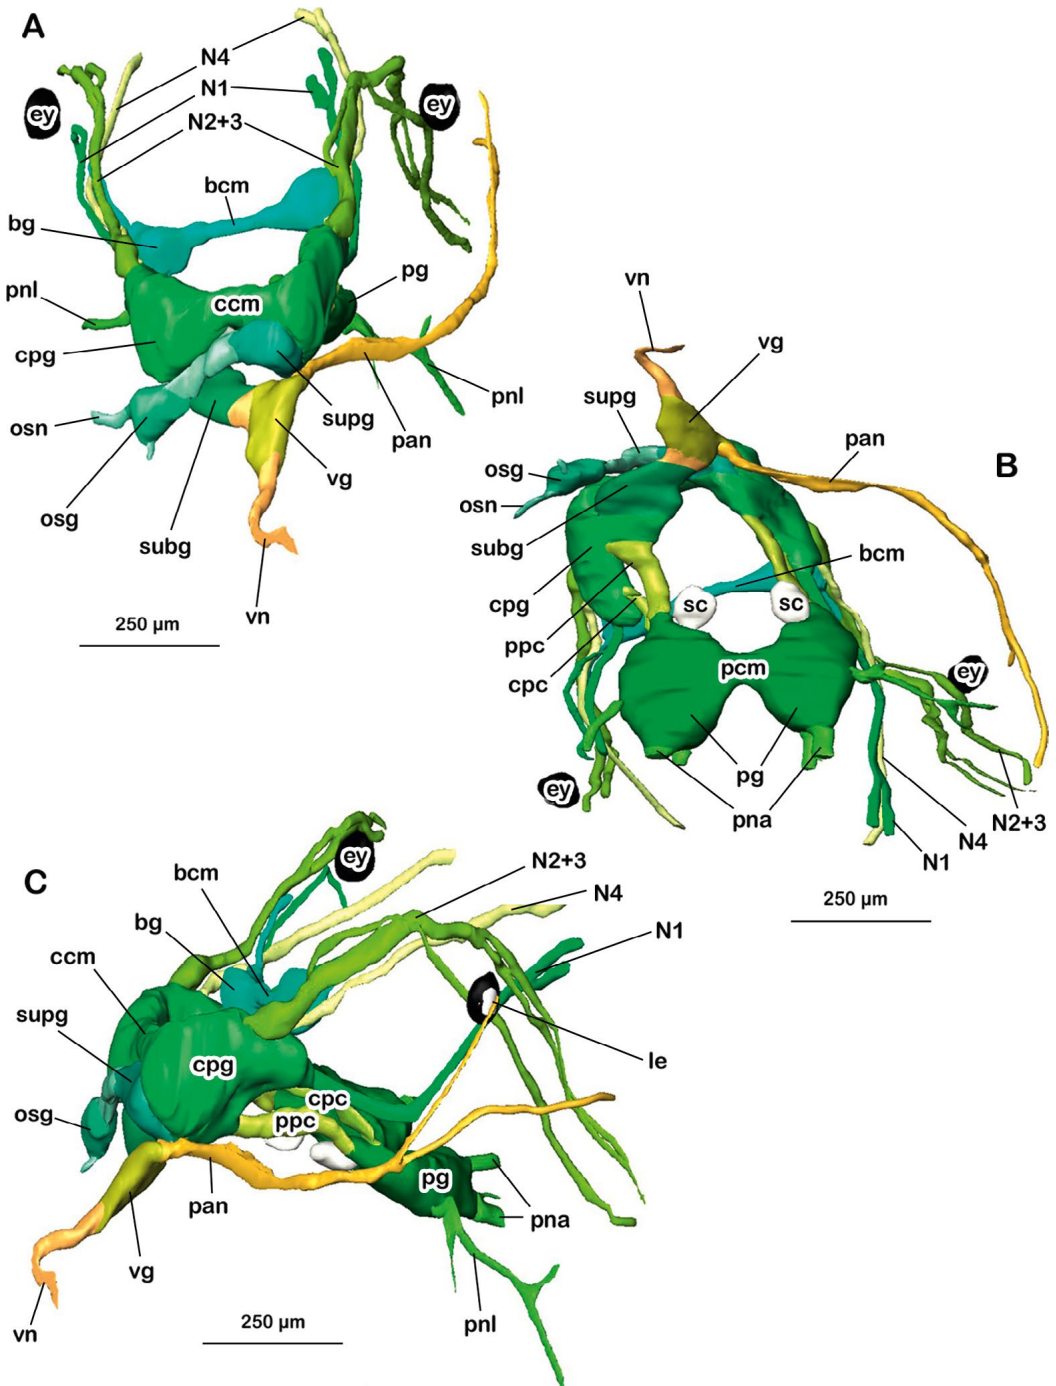 A
N4
N1
ey
ey
N2+3
bcm
bg
pnl
pg
ccm
cpg
pnl
supg
osn
pan
vg
osg
subg
vn
250 µm
vn
vg
supg
pan
B
osg
osn
subg
bcm
cpg
sc
sc
ppc
cpc
pcm
ey
pg
ey
pna
N2+3
N4
N1
250 µm
C
ey
N2+3
bcm
N4
bg
N1
ccm
supg
le
cpg
cpc
osg
ppc
pg
pan
pna
vg
pnl
vn
250 µm